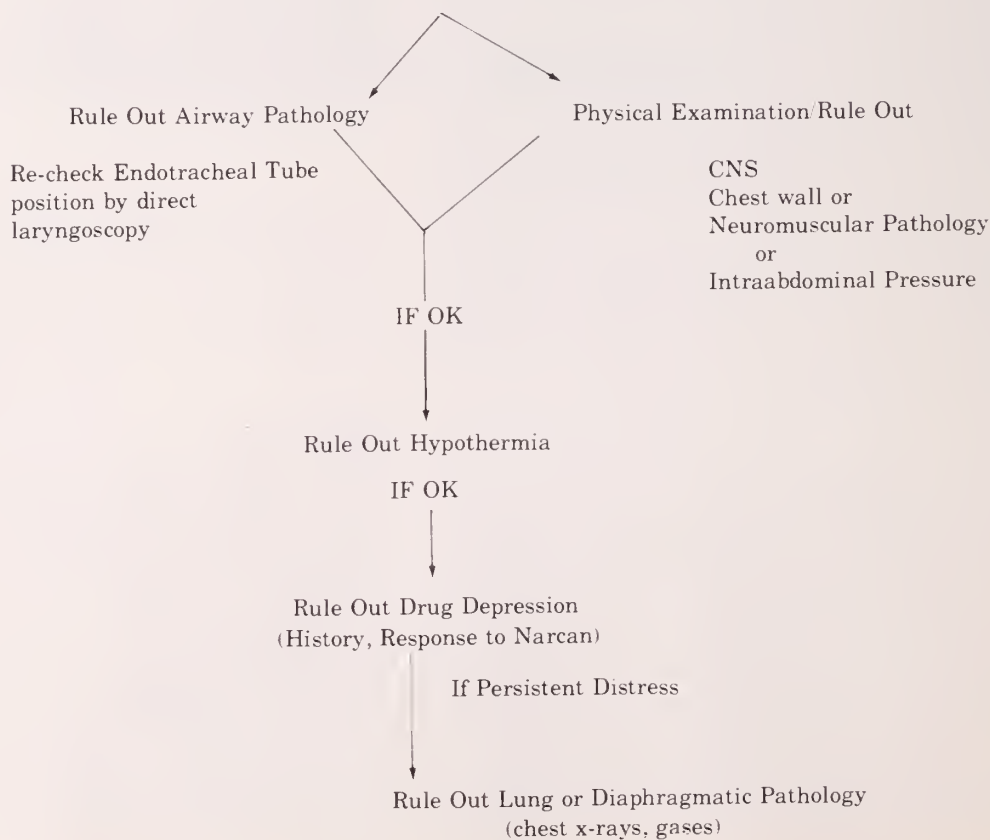 Rule Out Airway Pathology
Physical Examination/Rule Out
Re-check Endotracheal Tube
position by direct
laryngoscopy
CNS
Chest wall or
Neuromuscular Pathology
or
Intraabdominal Pressure
IF OK
Rule Out Hypothermia
IF OK
Rule Out Drug Depression
(History, Response to Narcan)
If Persistent Distress
Rule Out Lung or Diaphragmatic Pathology
(chest x-rays, gases)